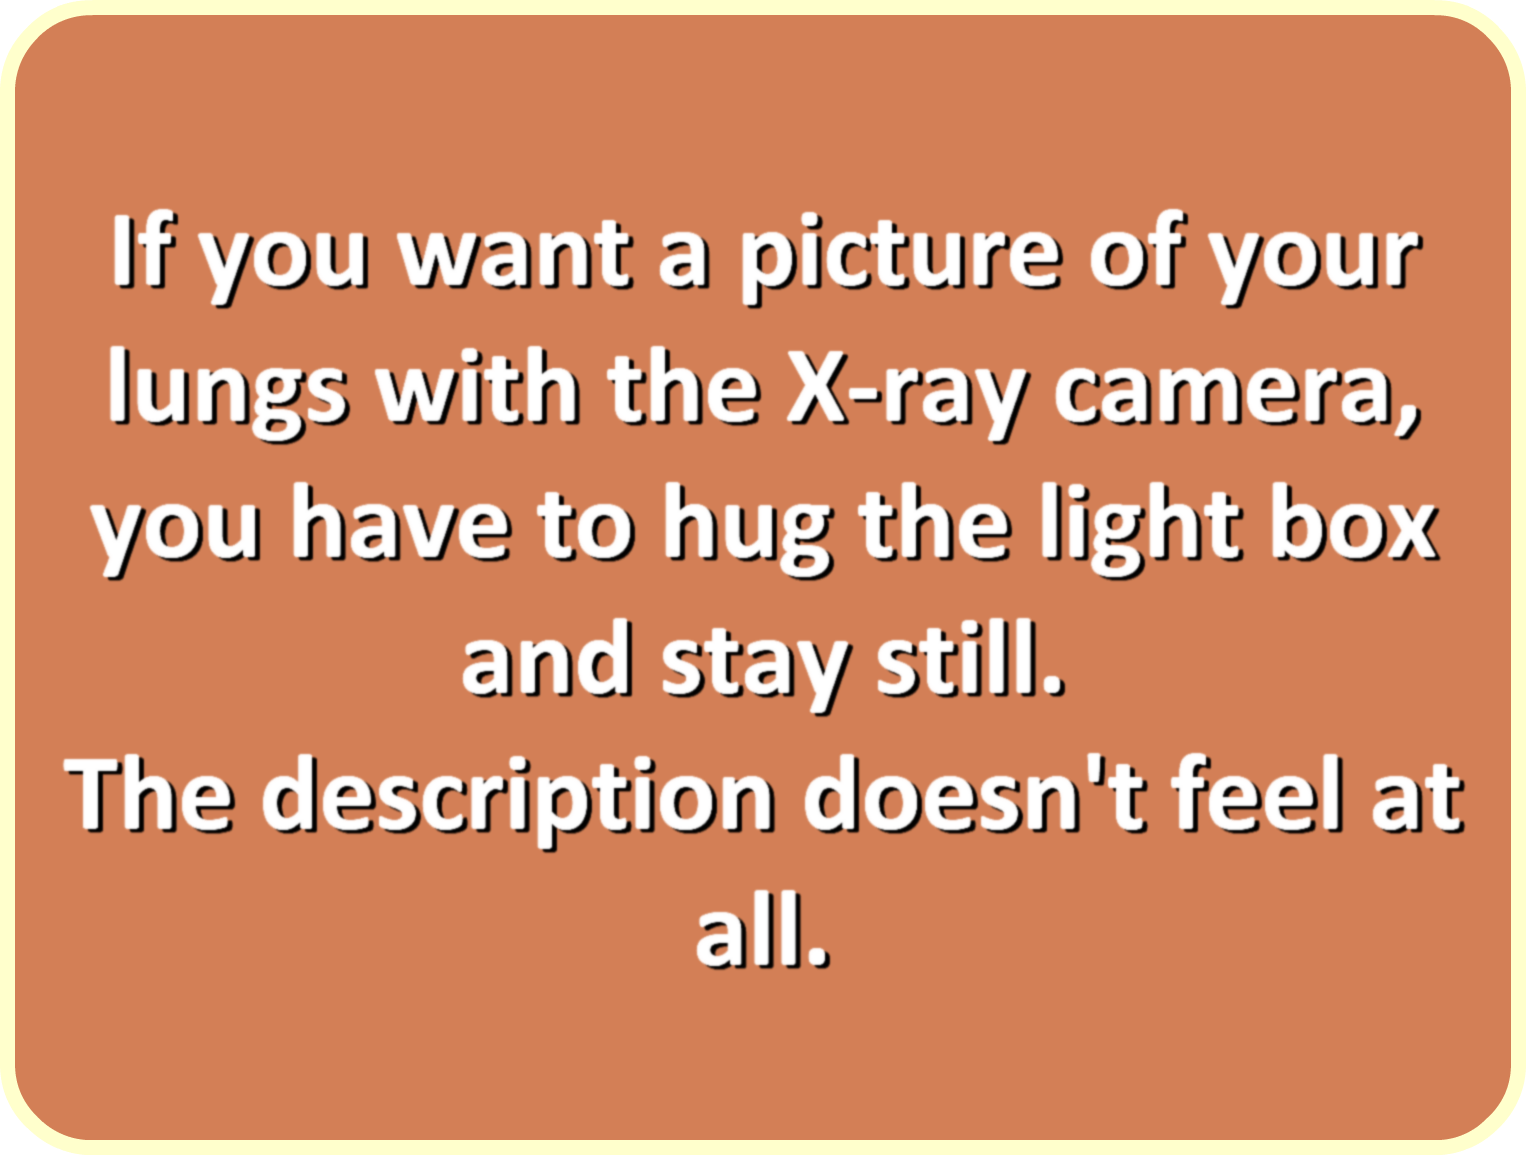 If you want a picture of your
lungs with the X-ray camera,
you have to hug the light box
and stay still.
The description doesn't feel at
all.